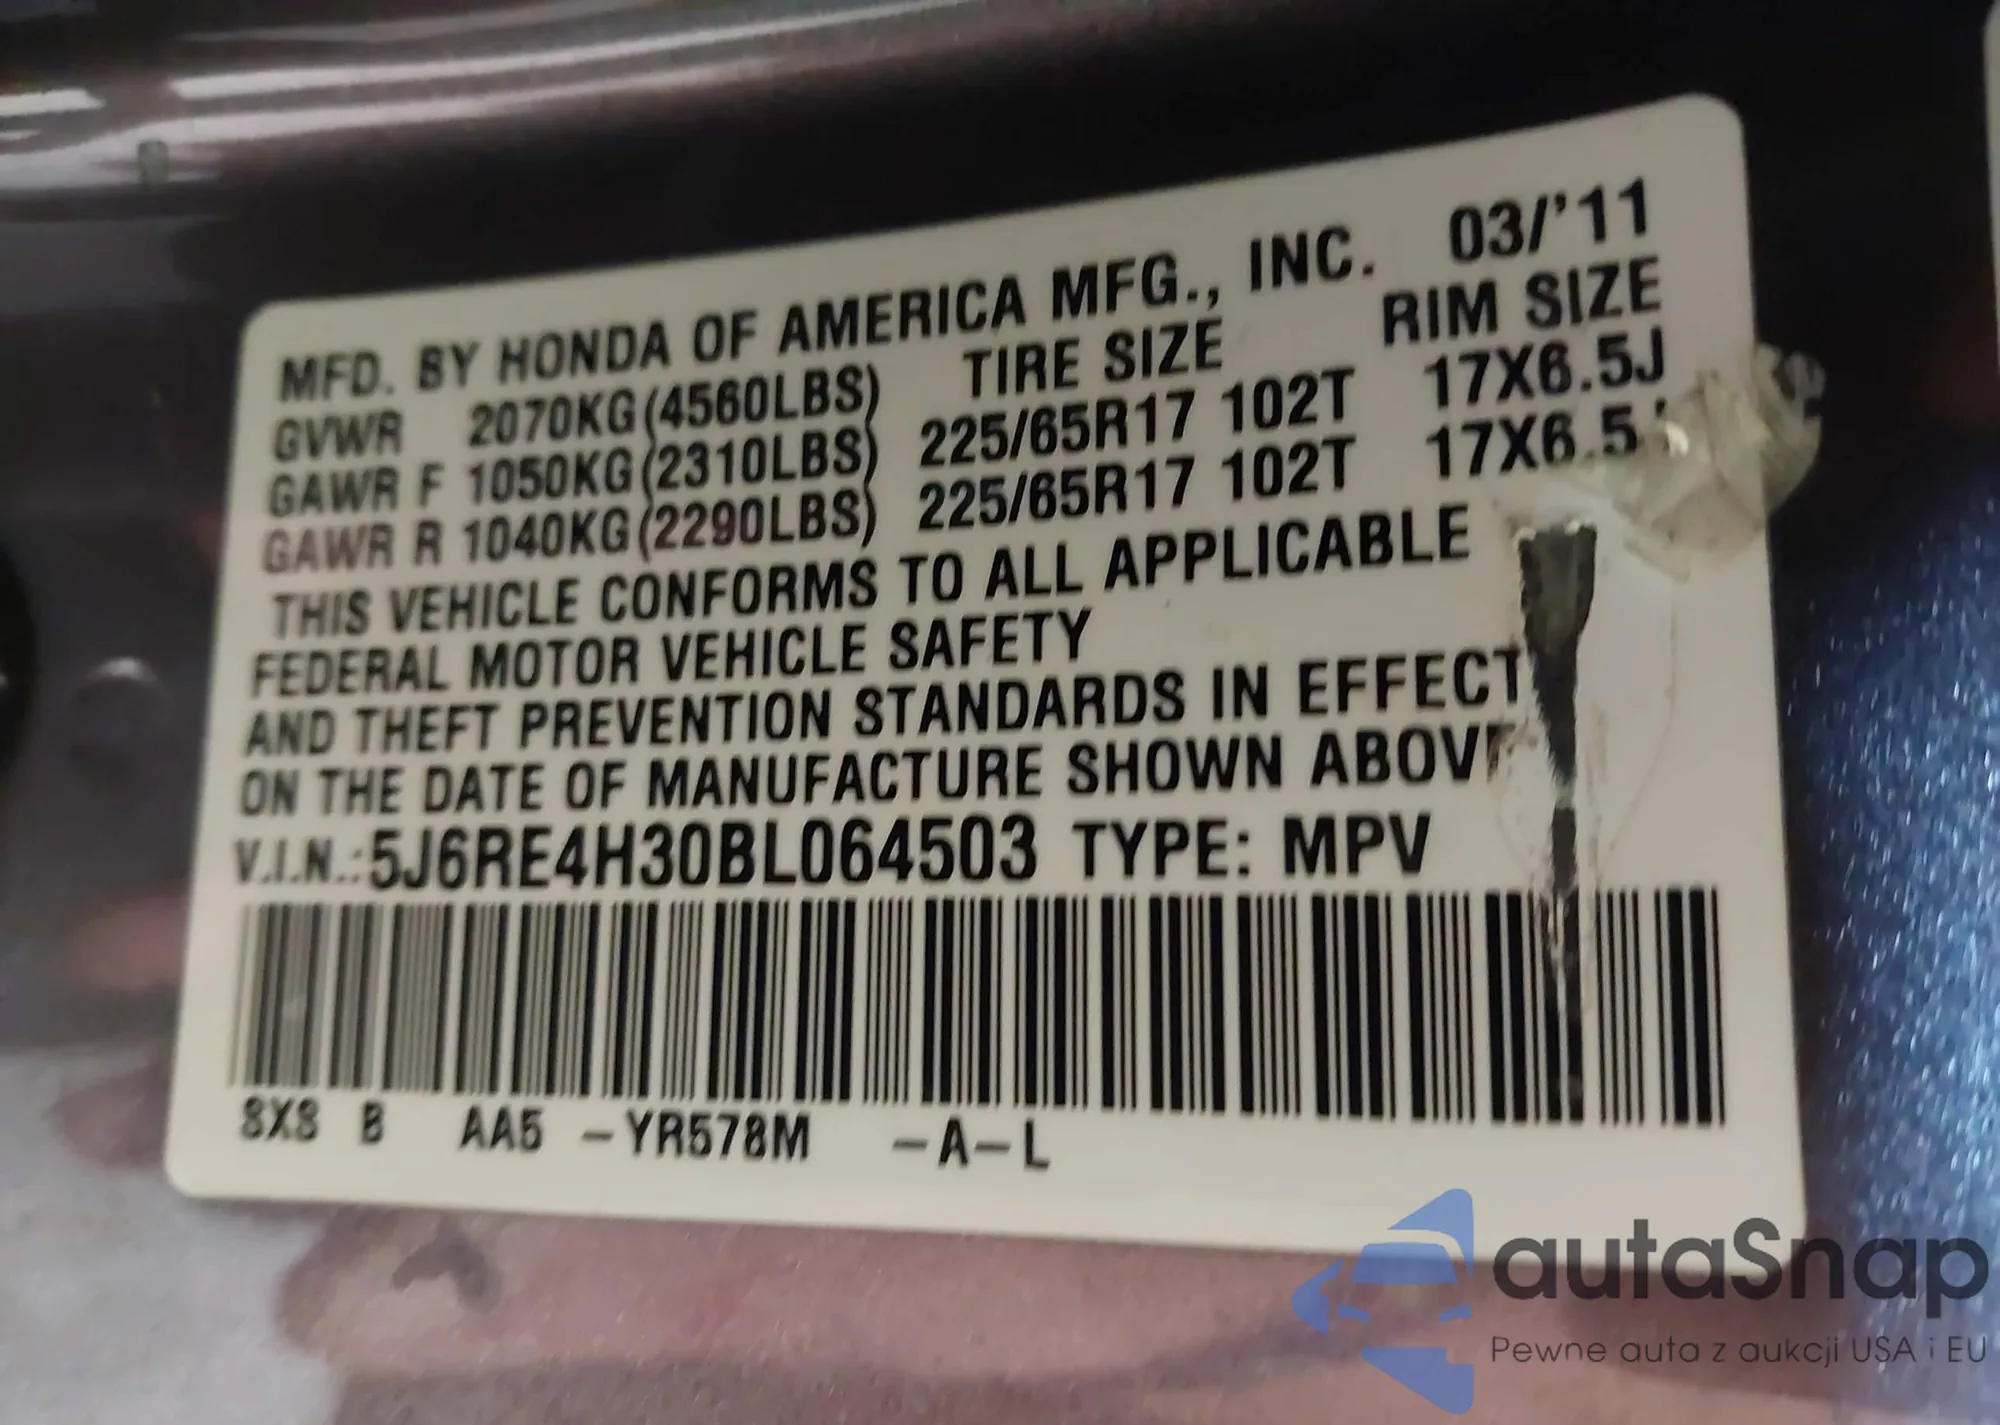 MFD. BY HONDA OF AMERICA MFG., INC. 03/'11
GVWR 2070KG(4560LBS) TIRE SIZE RIM SIZE
GAWR F 1050KG(2310LBS) 225/65R17 102T 17X6.5J
GAWR R 1040KG(2290LBS) 225/65R17 102T 17X6.5J
THIS VEHICLE CONFORMS TO ALL APPLICABLE
FEDERAL MOTOR VEHICLE SAFETY
AND THEFT PREVENTION STANDARDS IN EFFECT
ON THE DATE OF MANUFACTURE SHOWN ABOVE
V.I.N.:5J6RE4H30BL064503 TYPE: MPV
8X8 B AA5 -YR578M -A-L
autaSnap
Pewne auta z aukcji USA i EU